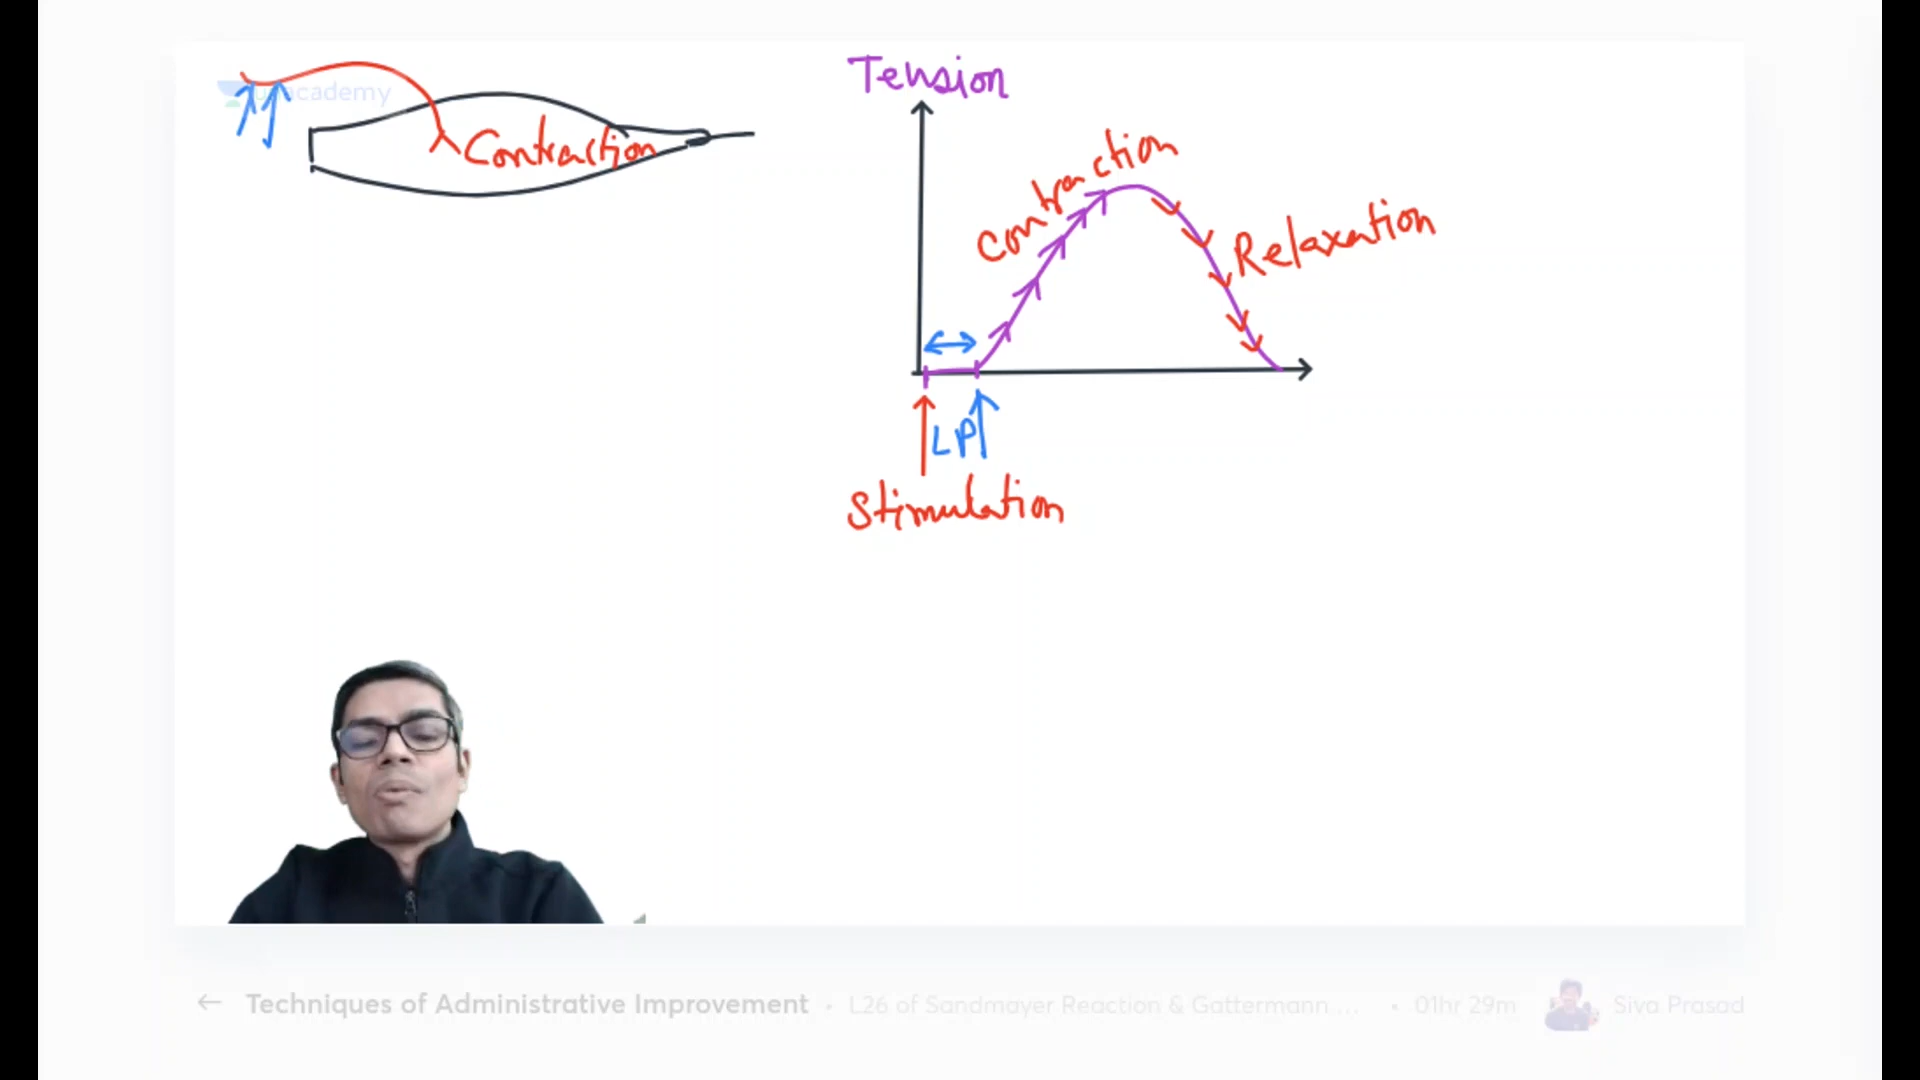 unacademy
Contraction
Tension
Contraction
Relaxation
LP
Stimulation
← Techniques of Administrative Improvement • L26 of Sandmayer Reaction & Gattermann ... • 01hr 29m Siva Prasad